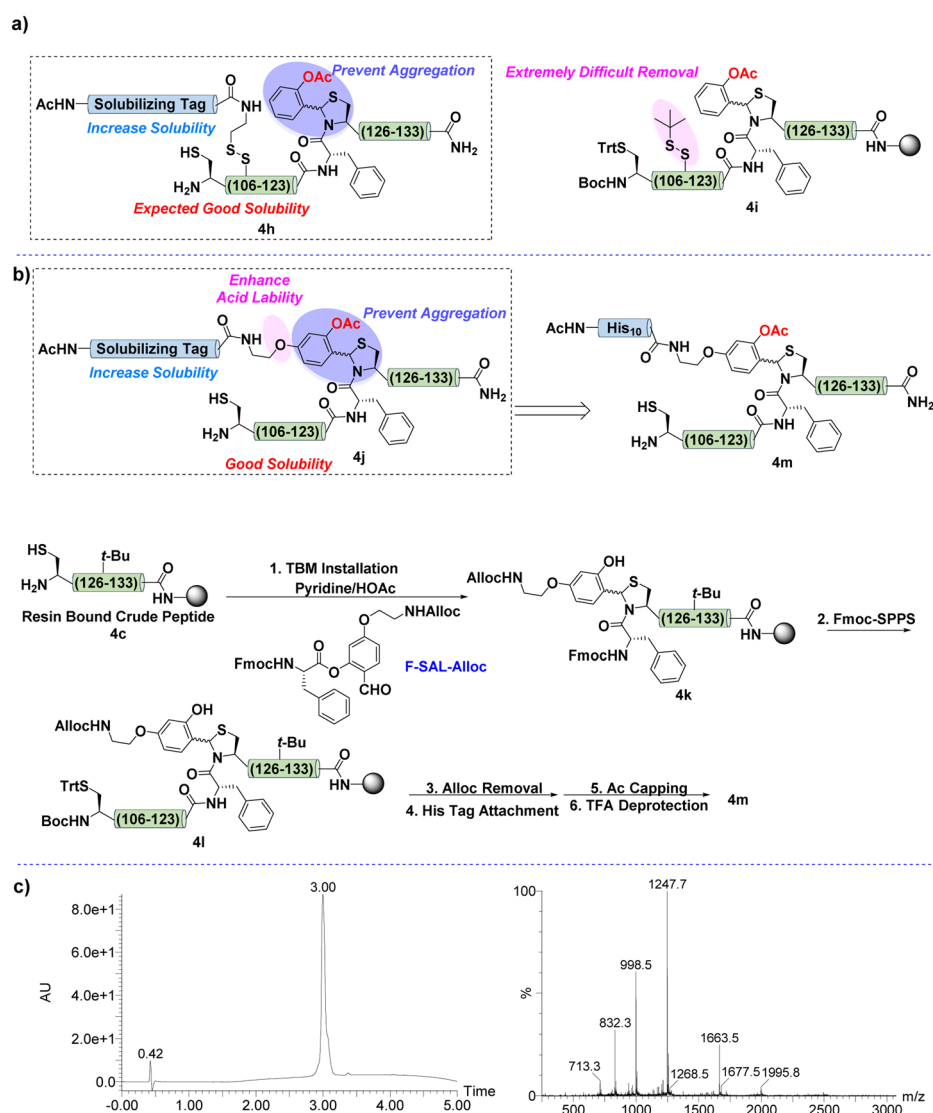 a)
OAc
Prevent Aggregation
O
AcHN
Solubilizing Tag
NH
S
Increase Solubility
N
(126-133)
O
NH2
S
S
HS
O
O
H2N
(106-123)
NH
Expected Good Solubility
4h
Extremely Difficult Removal
OAc
S
N
(126-133)
O
HN
S
S
TrtS
O
O
BocHN
(106-123)
NH
4i
b)
Enhance
Acid Lability
OAc
Prevent Aggregation
O
AcHN
Solubilizing Tag
NH
O
S
Increase Solubility
N
(126-133)
O
NH2
HS
O
O
H2N
(106-123)
NH
Good Solubility
4j
AcHN
His10
O
NH
O
OAc
S
N
(126-133)
O
NH2
HS
O
O
H2N
(106-123)
NH
4m
HS
t-Bu
H2N
(126-133)
O
HN
Resin Bound Crude Peptide
4c
1. TBM Installation
Pyridine/HOAc
NHAlloc
O
H
FmocN
O
O
CHO
F-SAL-Alloc
AllocHN
O
OH
S
t-Bu
N
(126-133)
O
HN
O
FmocHN
4k
2. Fmoc-SPPS
AllocHN
O
OH
S
t-Bu
N
(126-133)
O
HN
TrtS
O
O
BocHN
(106-123)
NH
4l
3. Alloc Removal
4. His Tag Attachment
5. Ac Capping
6. TFA Deprotection
4m
c)
3.00
8.0e+1
6.0e+1
AU
4.0e+1
2.0e+1
0.42
0.0
Time
-0.00
1.00
2.00
3.00
4.00
5.00
1247.7
100
998.5
%
832.3
1663.5
713.3
1268.5
1677.5
1995.8
m/z
500
1000
1500
2000
2500
3000